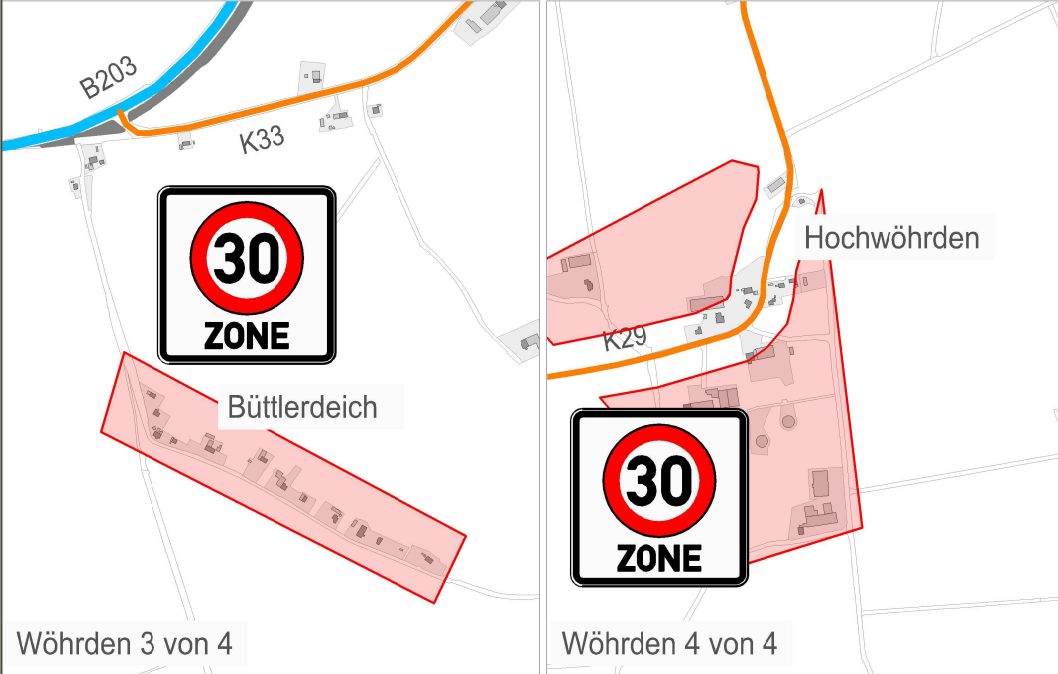 B203
K33
30
ZONE
Büttlerdeich
Wöhrden 3 von 4
Hochwöhrden
K29
30
ZONE
Wöhrden 4 von 4